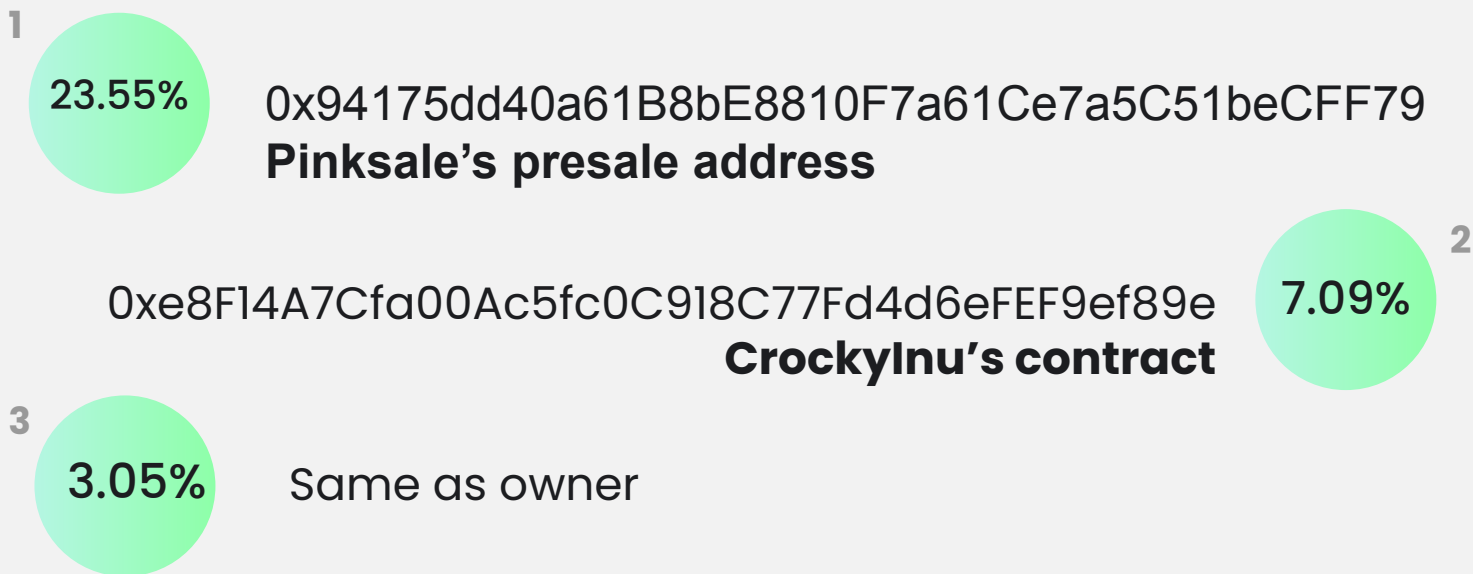 1
23.55%
0x94175dd40a61B8bE8810F7a61Ce7a5C51beCFF79
Pinksale’s presale address
2
0xe8F14A7Cfa00Ac5fc0C918C77Fd4d6eFEF9ef89e
7.09%
CrockyInu’s contract
3
3.05%
Same as owner